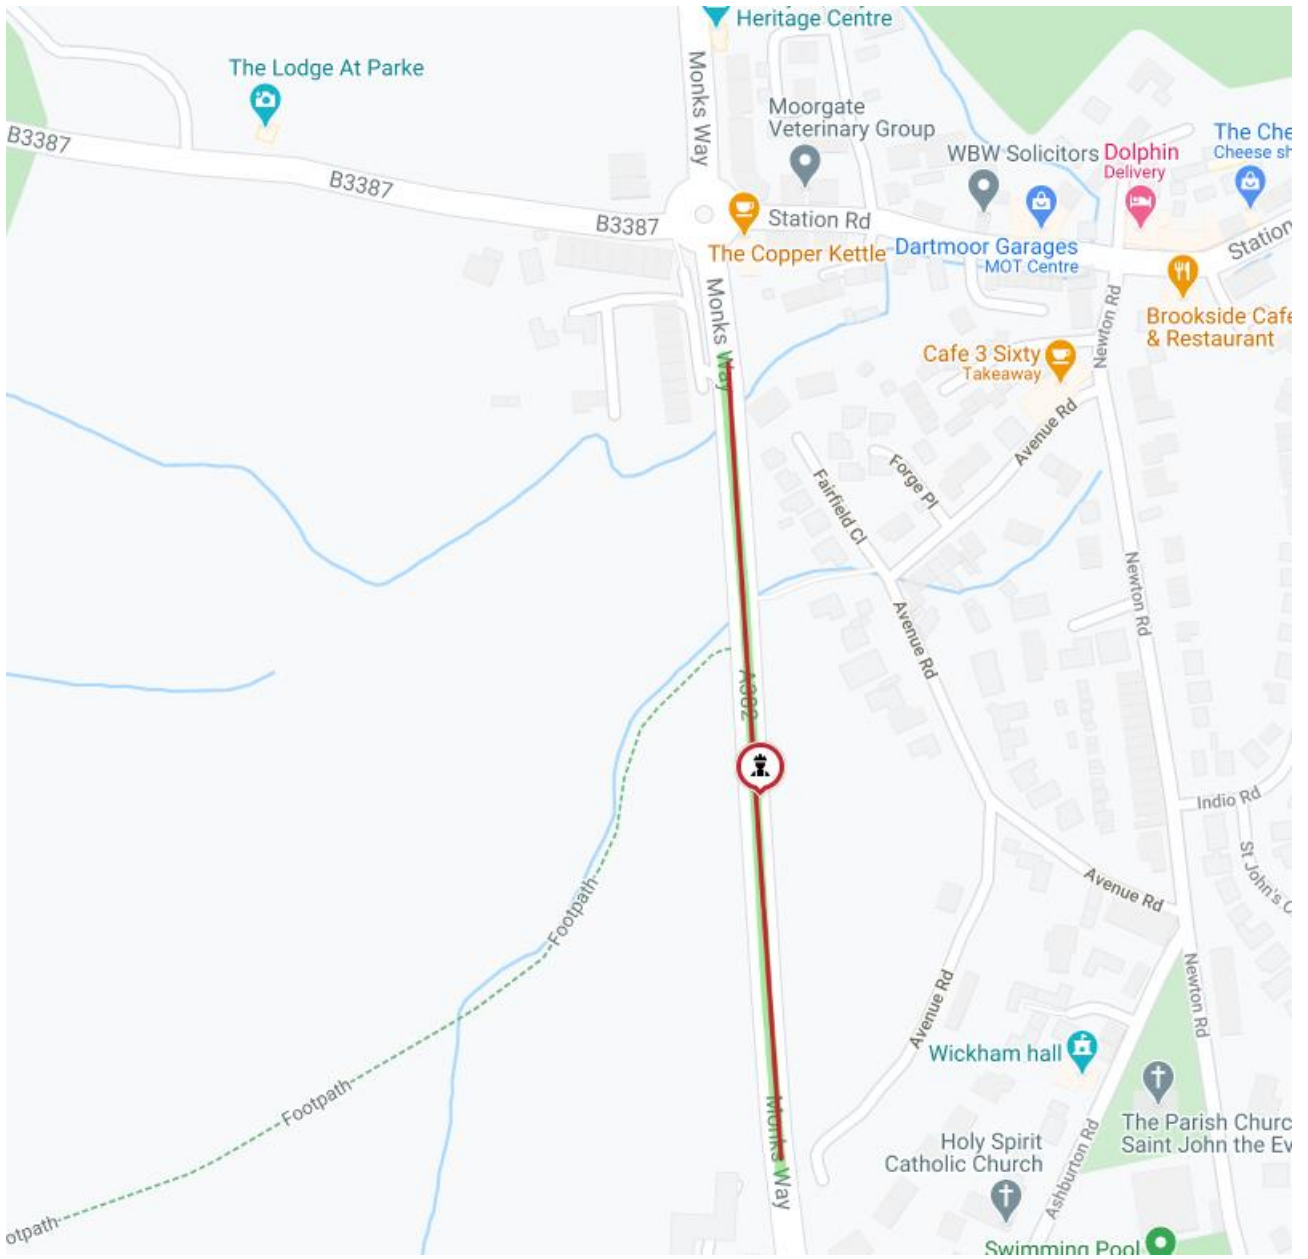 Heritage Centre
The Lodge At Parke
Monks Way
Moorgate
Veterinary Group
B3387
B3387
B3387
WBW Solicitors
Dolphin
Delivery
The Che
Cheese sh
Station Rd
The Copper Kettle
Dartmoor Garages
MOT Centre
Station
Monks Way
Newton Rd
Brookside Cafe
& Restaurant
Cafe 3 Sixty
Takeaway
Avenue Rd
Forge Pl
Fairfield Cl
Newton Rd
Avenue Rd
A382
Indio Rd
St John's C
Avenue Rd
Footpath
Newton Rd
Avenue Rd
Wickham hall
Footpath
Monks Way
The Parish Churc
Saint John the Ev
Holy Spirit
Catholic Church
Ashburton Rd
otpath
Swimming Pool